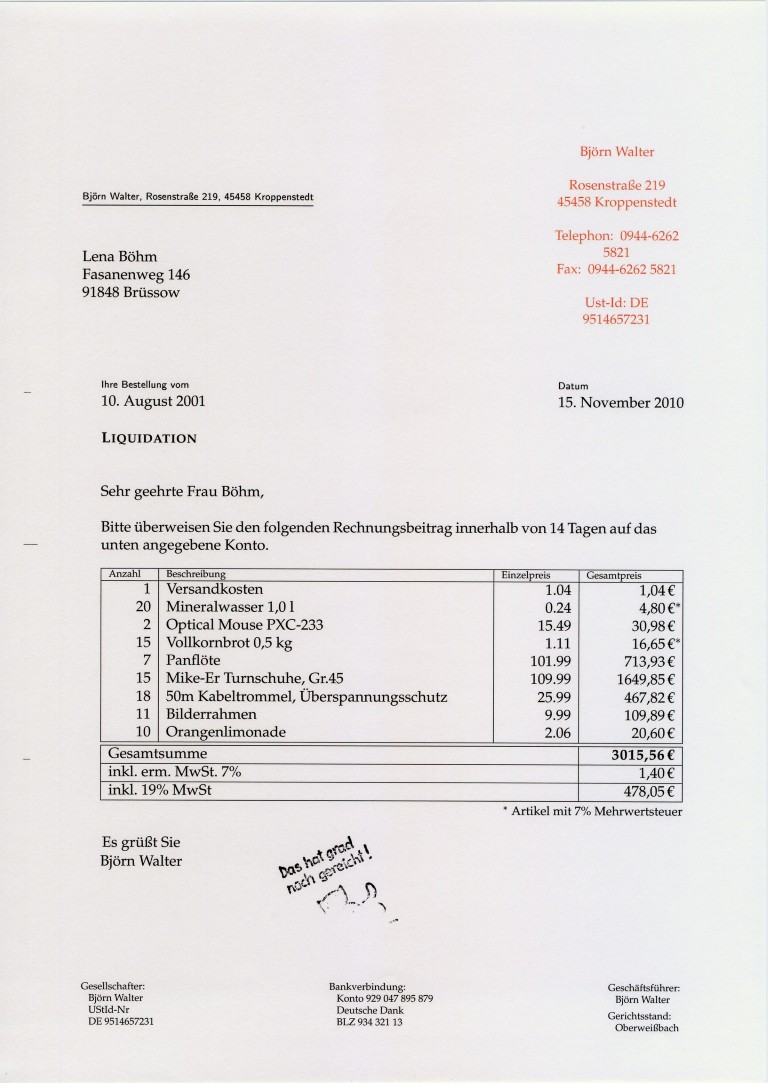 Björn Walter
Rosenstraße 219
45458 Kroppenstedt
Telephon: 0944-6262
5821
Fax: 0944-6262 5821
Ust-Id: DE
9514657231
Björn Walter, Rosenstraße 219, 45458 Kroppenstedt
Lena Böhm
Fasanenweg 146
91848 Brüssow
Ihre Bestellung vom
10. August 2001
Datum
15. November 2010
LIQUIDATION
Sehr geehrte Frau Böhm,
Bitte überweisen Sie den folgenden Rechnungsbeitrag innerhalb von 14 Tagen auf das
unten angegebene Konto.
Anzahl Beschreibung Einzelpreis Gesamtpreis
1 Versandkosten 1.04 1,04 €
20 Mineralwasser 1,0 l 0.24 4,80 €*
2 Optical Mouse PXC-233 15.49 30,98 €
15 Vollkornbrot 0,5 kg 1.11 16,65 €*
7 Panflöte 101.99 713,93 €
15 Mike-Er Turnschuhe, Gr.45 109.99 1649,85 €
18 50m Kabeltrommel, Überspannungsschutz 25.99 467,82 €
11 Bilderrahmen 9.99 109,89 €
10 Orangenlimonade 2.06 20,60 €
Gesamtsumme 3015,56 €
inkl. erm. MwSt. 7% 1,40 €
inkl. 19% MwSt 478,05 €
* Artikel mit 7% Mehrwertsteuer
Es grüßt Sie
Björn Walter
Das hat grad
noch gereicht!
Gesellschafter:
Björn Walter
UStId-Nr
DE 9514657231
Bankverbindung:
Konto 929 047 895 879
Deutsche Dank
BLZ 934 321 13
Geschäftsführer:
Björn Walter
Gerichtsstand:
Oberweißbach